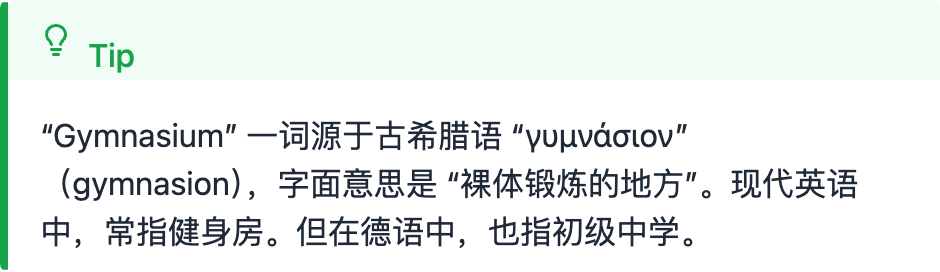 Tip
“Gymnasium” 一词源于古希腊语 “γυμνάσιον”
（gymnasion），字面意思是 “裸体锻炼的地方”。现代英语
中，常指健身房。但在德语中，也指初级中学。